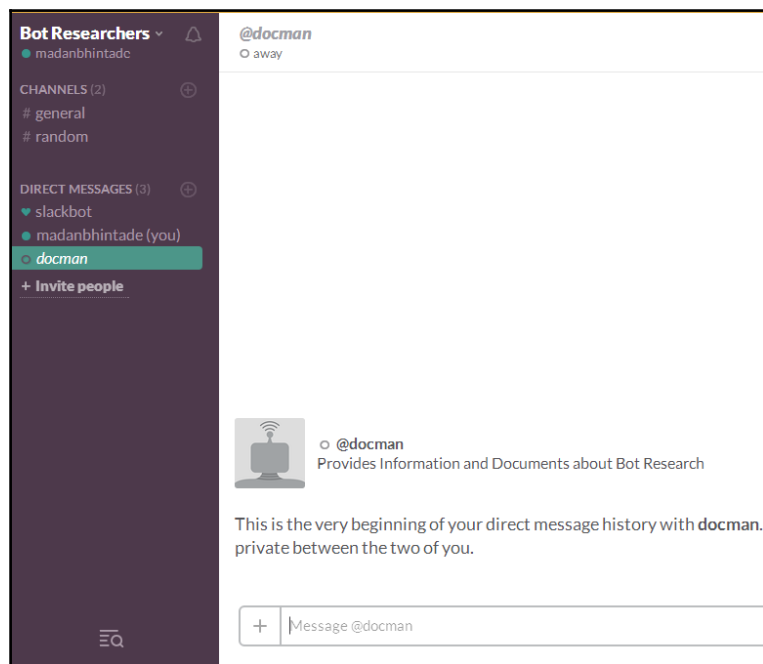 Bot Researchers
madanbhintade
CHANNELS (2)
# general
# random
DIRECT MESSAGES (3)
slackbot
madanbhintade (you)
docman
+ Invite people
@docman
away
@docman
Provides Information and Documents about Bot Research
This is the very beginning of your direct message history with docman.
private between the two of you.
+ Message @docman